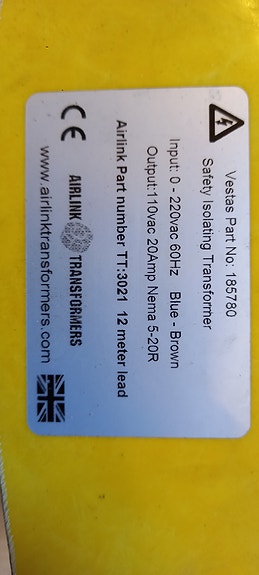 Vestas Part No: 185780
Safety Isolating Transformer
Input: 0 - 220vac 60Hz Blue - Brown
Output:110vac 20Amp Nema 5-20R
Airlink Part number TT:3021 12 meter lead
CE AIRLINK TRANSFORMERS
www.airlinktransformers.com